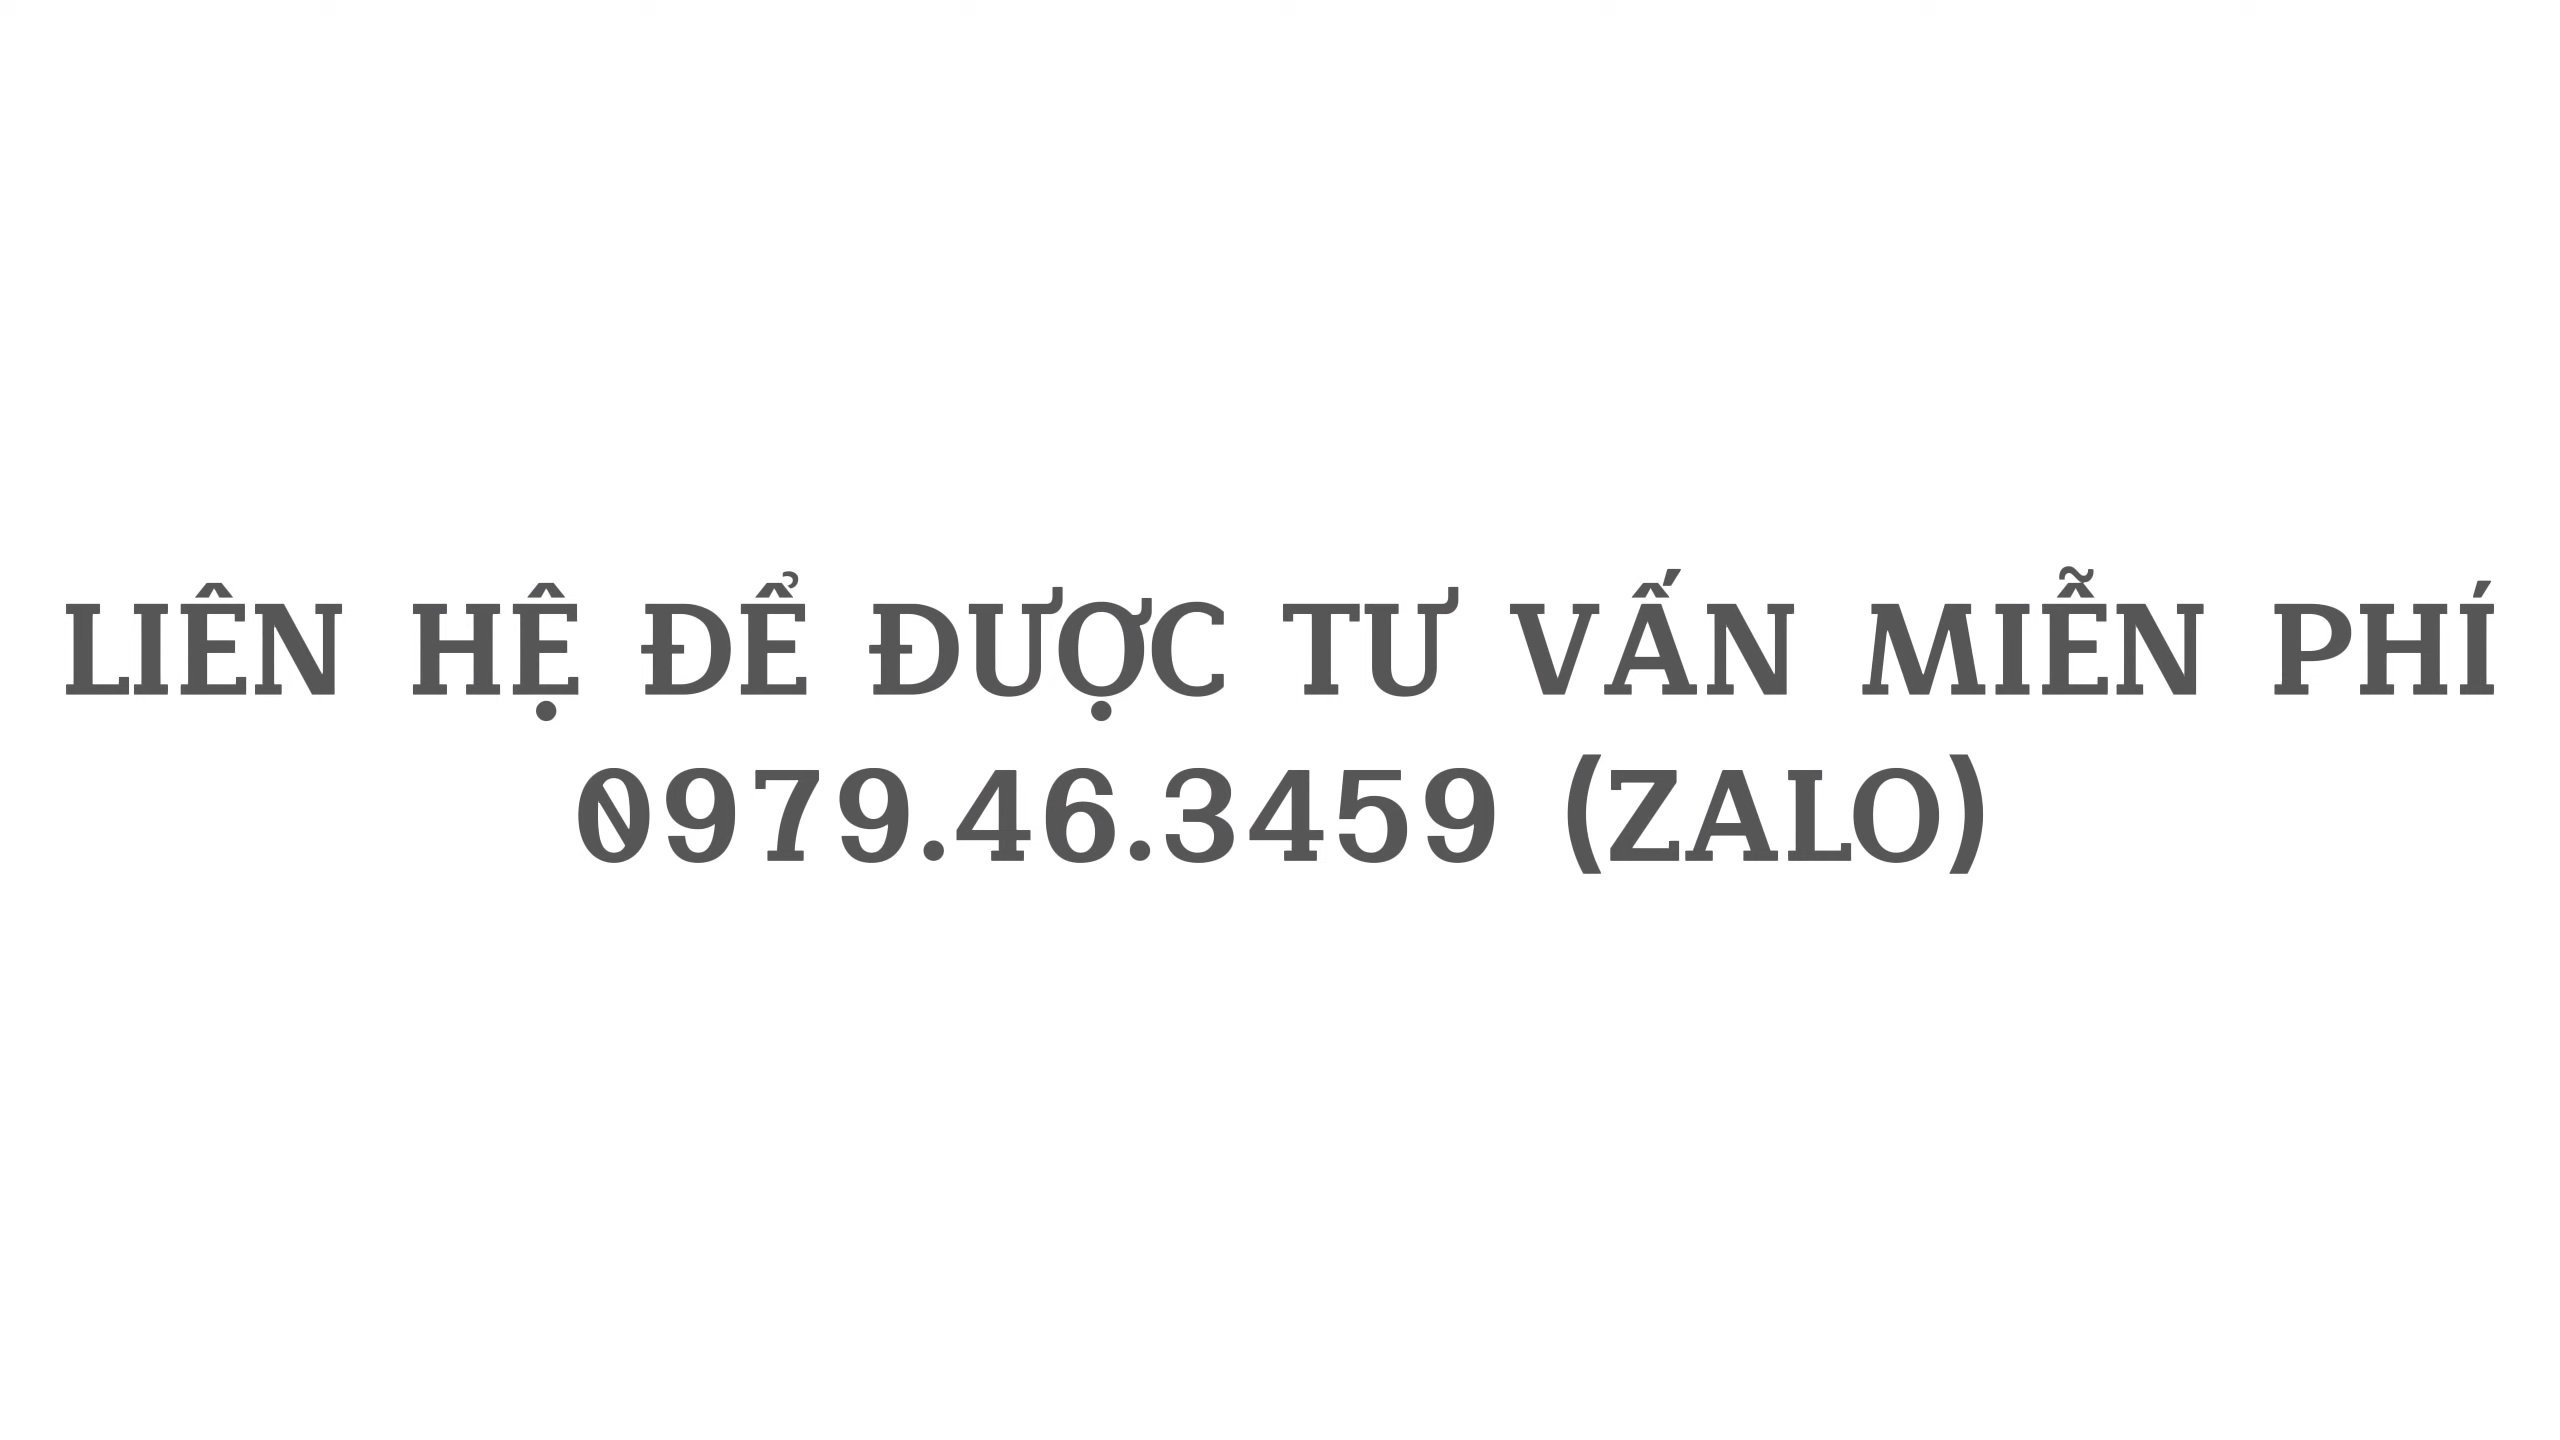 LIÊN HỆ ĐỂ ĐƯỢC TƯ VẤN MIỄN PHÍ
0979.46.3459 (ZALO)